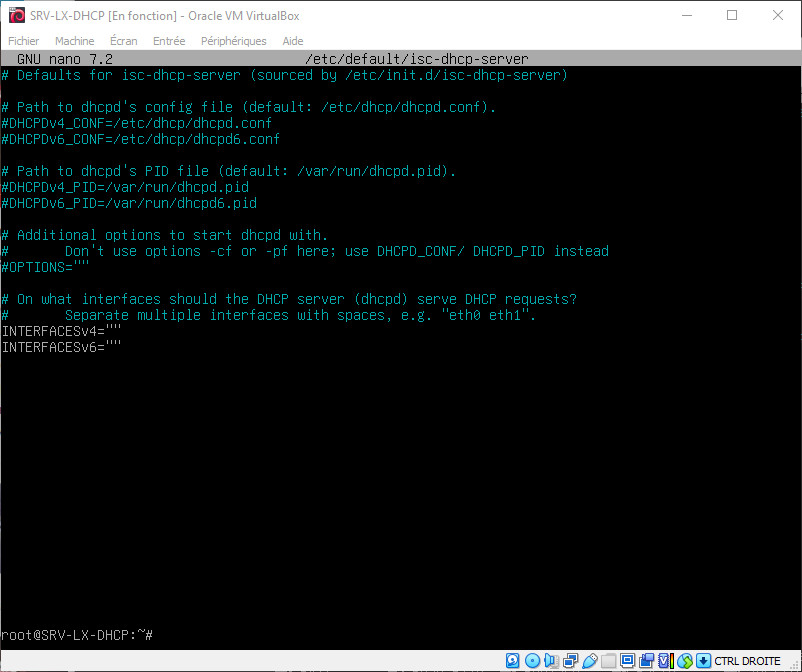 SRV-LX-DHCP [En fonction] - Oracle VM VirtualBox
Fichier Machine Écran Entrée Périphériques Aide
GNU nano 7.2 /etc/default/isc-dhcp-server
# Defaults for isc-dhcp-server (sourced by /etc/init.d/isc-dhcp-server)
# Path to dhcpd's config file (default: /etc/dhcp/dhcpd.conf).
#DHCPDv4_CONF=/etc/dhcp/dhcpd.conf
#DHCPDv6_CONF=/etc/dhcp/dhcpd6.conf
# Path to dhcpd's PID file (default: /var/run/dhcpd.pid).
#DHCPDv4_PID=/var/run/dhcpd.pid
#DHCPDv6_PID=/var/run/dhcpd6.pid
# Additional options to start dhcpd with.
#       Don't use options -cf or -pf here; use DHCPD_CONF/ DHCPD_PID instead
#OPTIONS=""
# On what interfaces should the DHCP server (dhcpd) serve DHCP requests?
#       Separate multiple interfaces with spaces, e.g. "eth0 eth1".
INTERFACESv4=""
INTERFACESv6=""
root@SRV-LX-DHCP:~#
CTRL DROITE